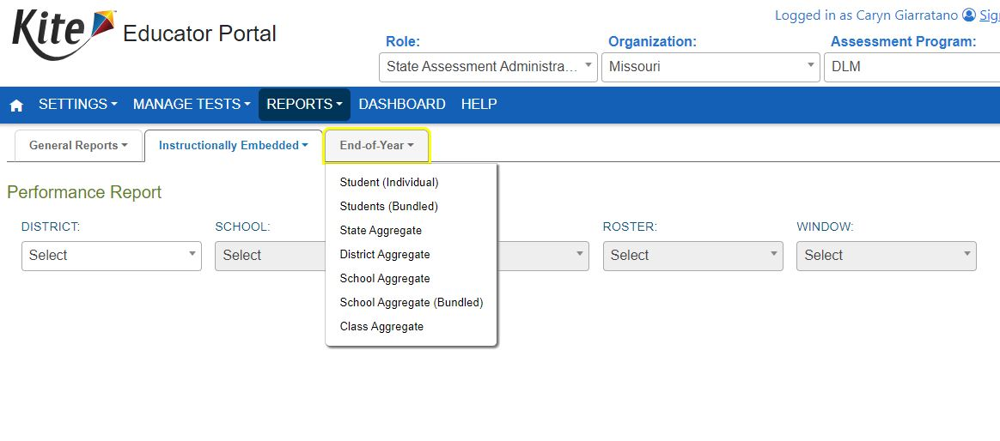 Kite Educator Portal
Logged in as Caryn Giarratano
Role: Organization: Assessment Program:
State Assessment Administra... Missouri DLM
SETTINGS MANAGE TESTS REPORTS DASHBOARD HELP
General Reports Instructionally Embedded End-of-Year
Student (Individual)
Students (Bundled)
State Aggregate
District Aggregate
School Aggregate
School Aggregate (Bundled)
Class Aggregate
Performance Report
DISTRICT: SCHOOL: ROSTER: WINDOW:
Select Select Select Select